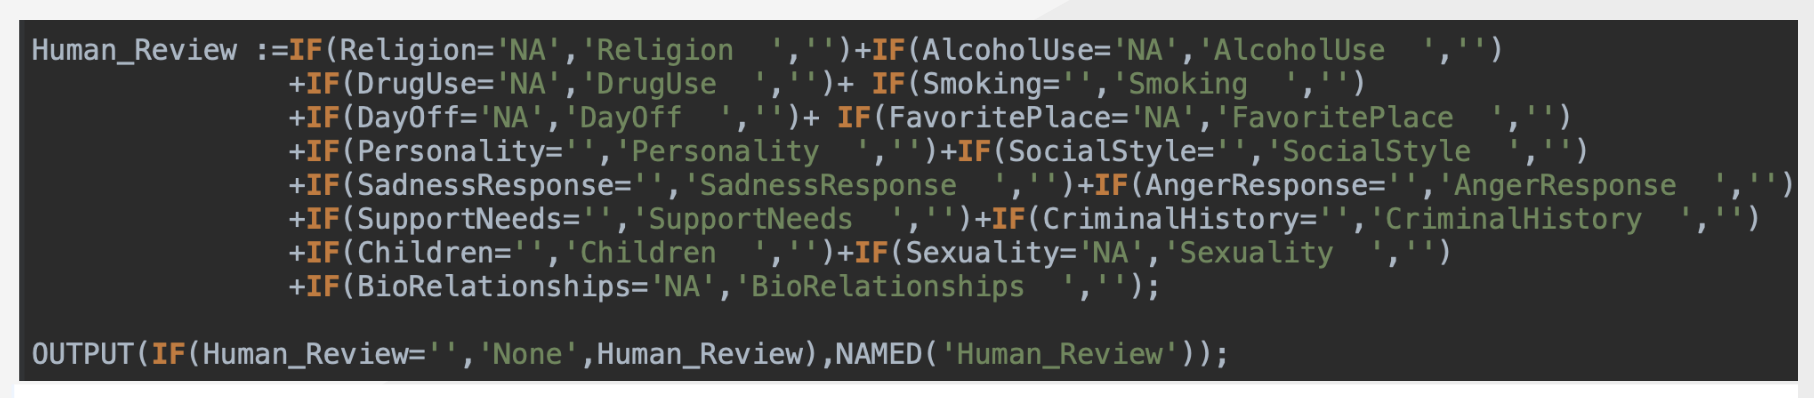 Human_Review :=IF(Religion='NA','Religion  ','')+IF(AlcoholUse='NA','AlcoholUse  ','')
+IF(DrugUse='NA','DrugUse  ','')+ IF(Smoking='','Smoking  ','')
+IF(DayOff='NA','DayOff  ','')+ IF(FavoritePlace='NA','FavoritePlace  ','')
+IF(Personality='','Personality  ','')+IF(SocialStyle='','SocialStyle  ','')
+IF(SadnessResponse='','SadnessResponse  ','')+IF(AngerResponse='','AngerResponse  ','')
+IF(SupportNeeds='','SupportNeeds  ','')+IF(CriminalHistory='','CriminalHistory  ','')
+IF(Children='','Children  ','')+IF(Sexuality='NA','Sexuality  ','')
+IF(BioRelationships='NA','BioRelationships  ','');
OUTPUT(IF(Human_Review='','None',Human_Review),NAMED('Human_Review'));